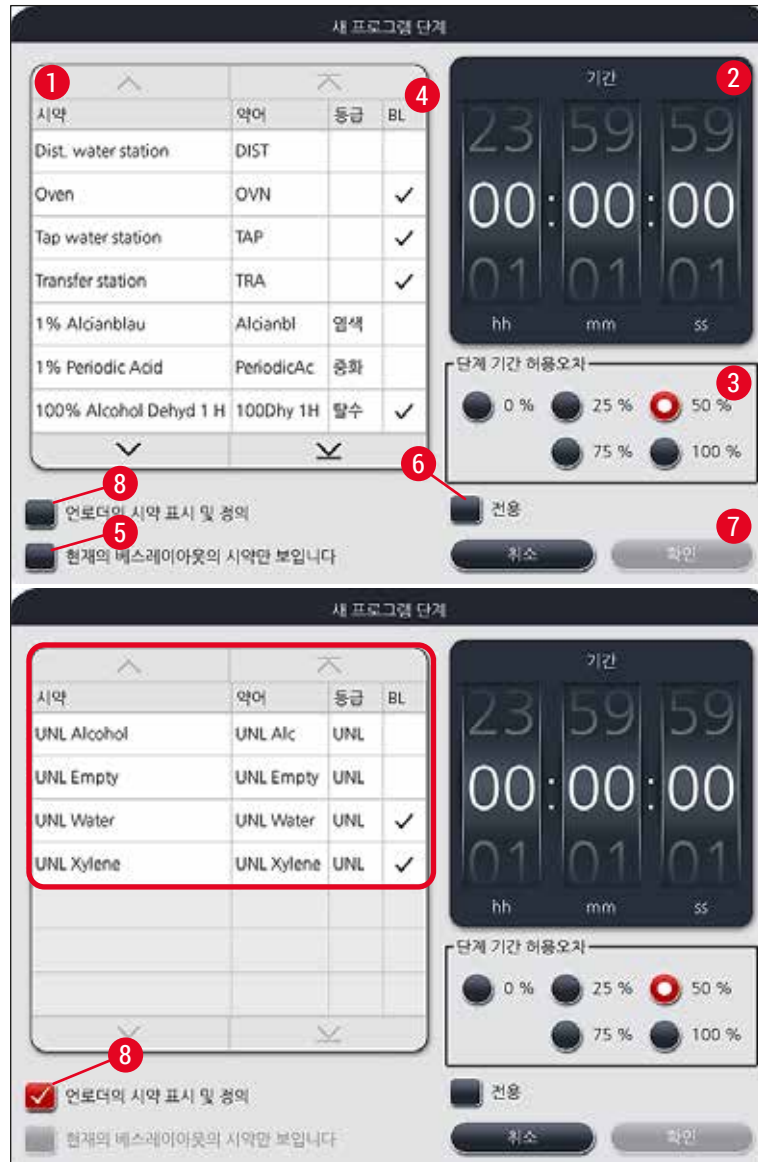 새 프로그램 단계
1
시약 약어 등급 BL
4
Dist. water station DIST
Oven OVN ✓
Tap water station TAP ✓
Transfer station TRA ✓
1% Alcianblau Alcianbl 염색
1% Periodic Acid PeriodicAc 중화
100% Alcohol Dehyd 1 H 100Dhy 1H 탈수 ✓
기간
2
23 59 59
00:00:00
01 01 01
hh mm ss
단계 기간 허용오차
3
0 % 25 % 50 %
75 % 100 %
8
언로더의 시약 표시 및 정의
5
현재의 베스레이아웃의 시약만 보입니다
6
전용
7
취소 확인
새 프로그램 단계
시약 약어 등급 BL
UNL Alcohol UNL Alc UNL
UNL Empty UNL Empty UNL
UNL Water UNL Water UNL ✓
UNL Xylene UNL Xylene UNL ✓
기간
23 59 59
00:00:00
01 01 01
hh mm ss
단계 기간 허용오차
0 % 25 % 50 %
75 % 100 %
8
언로더의 시약 표시 및 정의
현재의 베스레이아웃의 시약만 보입니다
전용
취소 확인